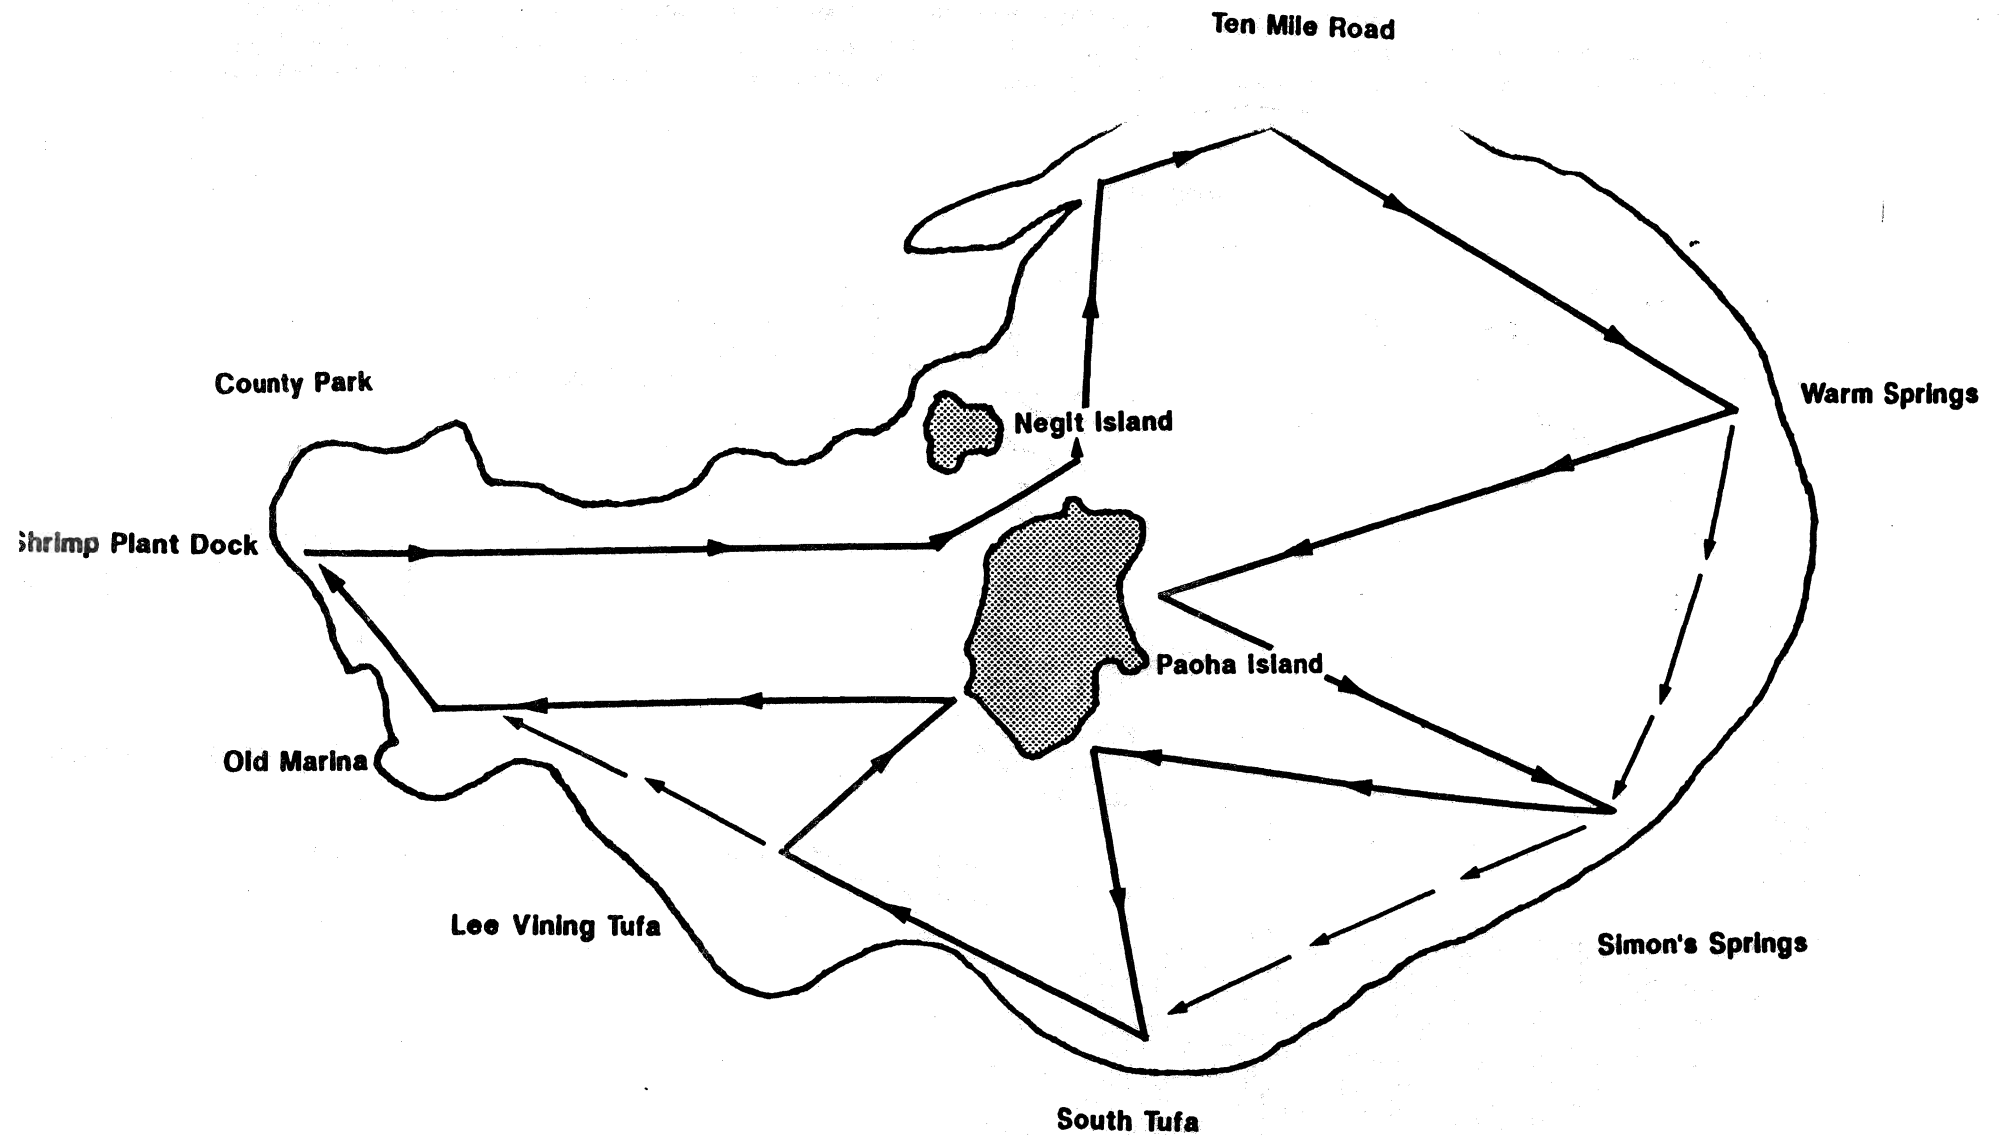 Ten Mile Road
County Park
Warm Springs
Negit Island
Shrimp Plant Dock
Paoha Island
Old Marina
Lee Vining Tufa
Simon's Springs
South Tufa